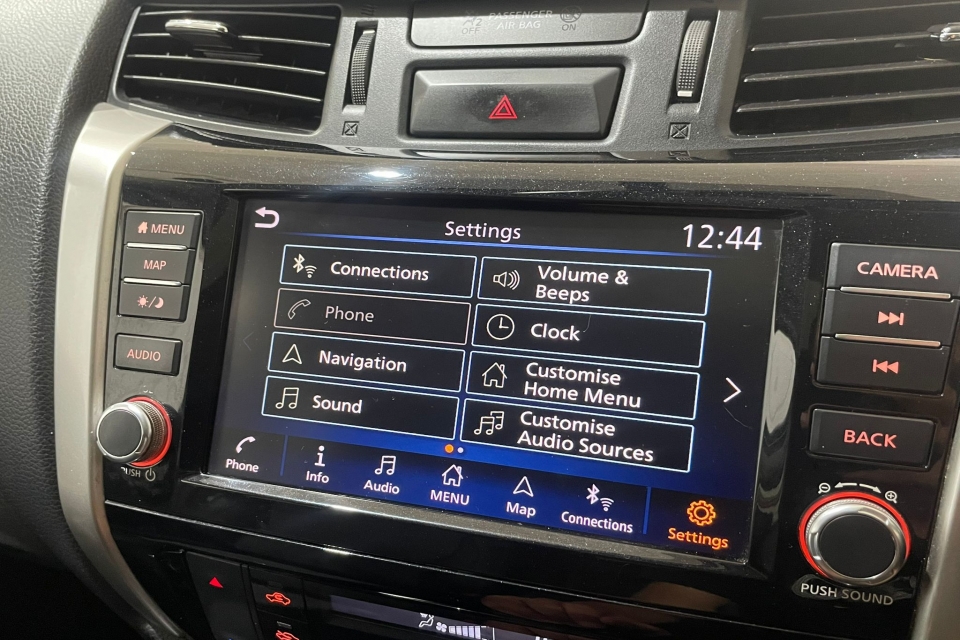 PASSENGER
AIR BAG
OFF
ON
MENU
MAP
AUDIO
PUSH
Settings
12:44
Connections
Phone
Navigation
Sound
Volume &
Beeps
Clock
Customise
Home Menu
Customise
Audio Sources
Phone
Info
Audio
MENU
Map
Connections
Settings
CAMERA
BACK
PUSH SOUND